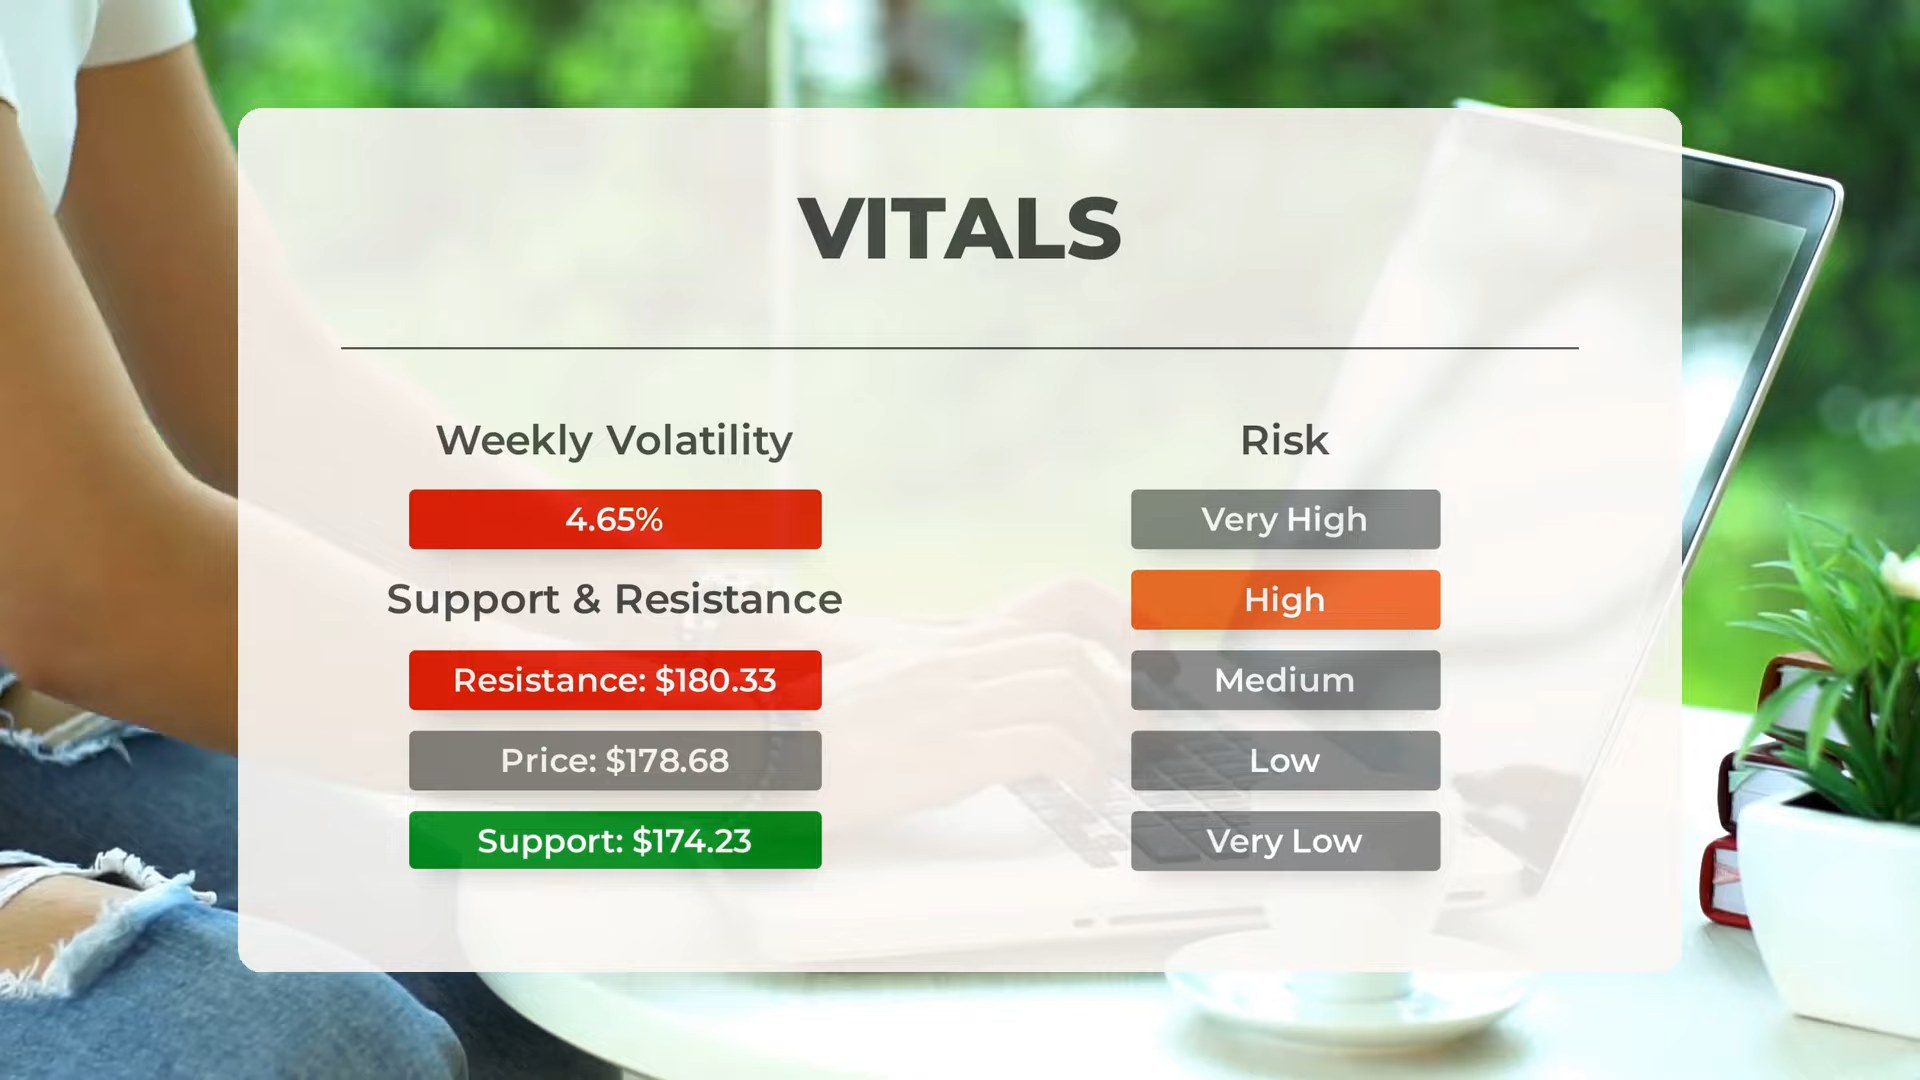 VITALS
Weekly Volatility
4.65%
Support & Resistance
Resistance: $180.33
Price: $178.68
Support: $174.23
Risk
Very High
High
Medium
Low
Very Low